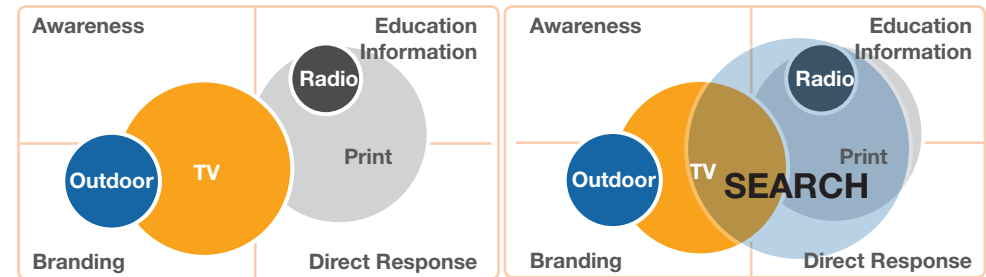 Awareness
Education
Information
Radio
Print
TV
Outdoor
Branding
Direct Response
Awareness
Education
Information
Radio
Print
TV
SEARCH
Outdoor
Branding
Direct Response